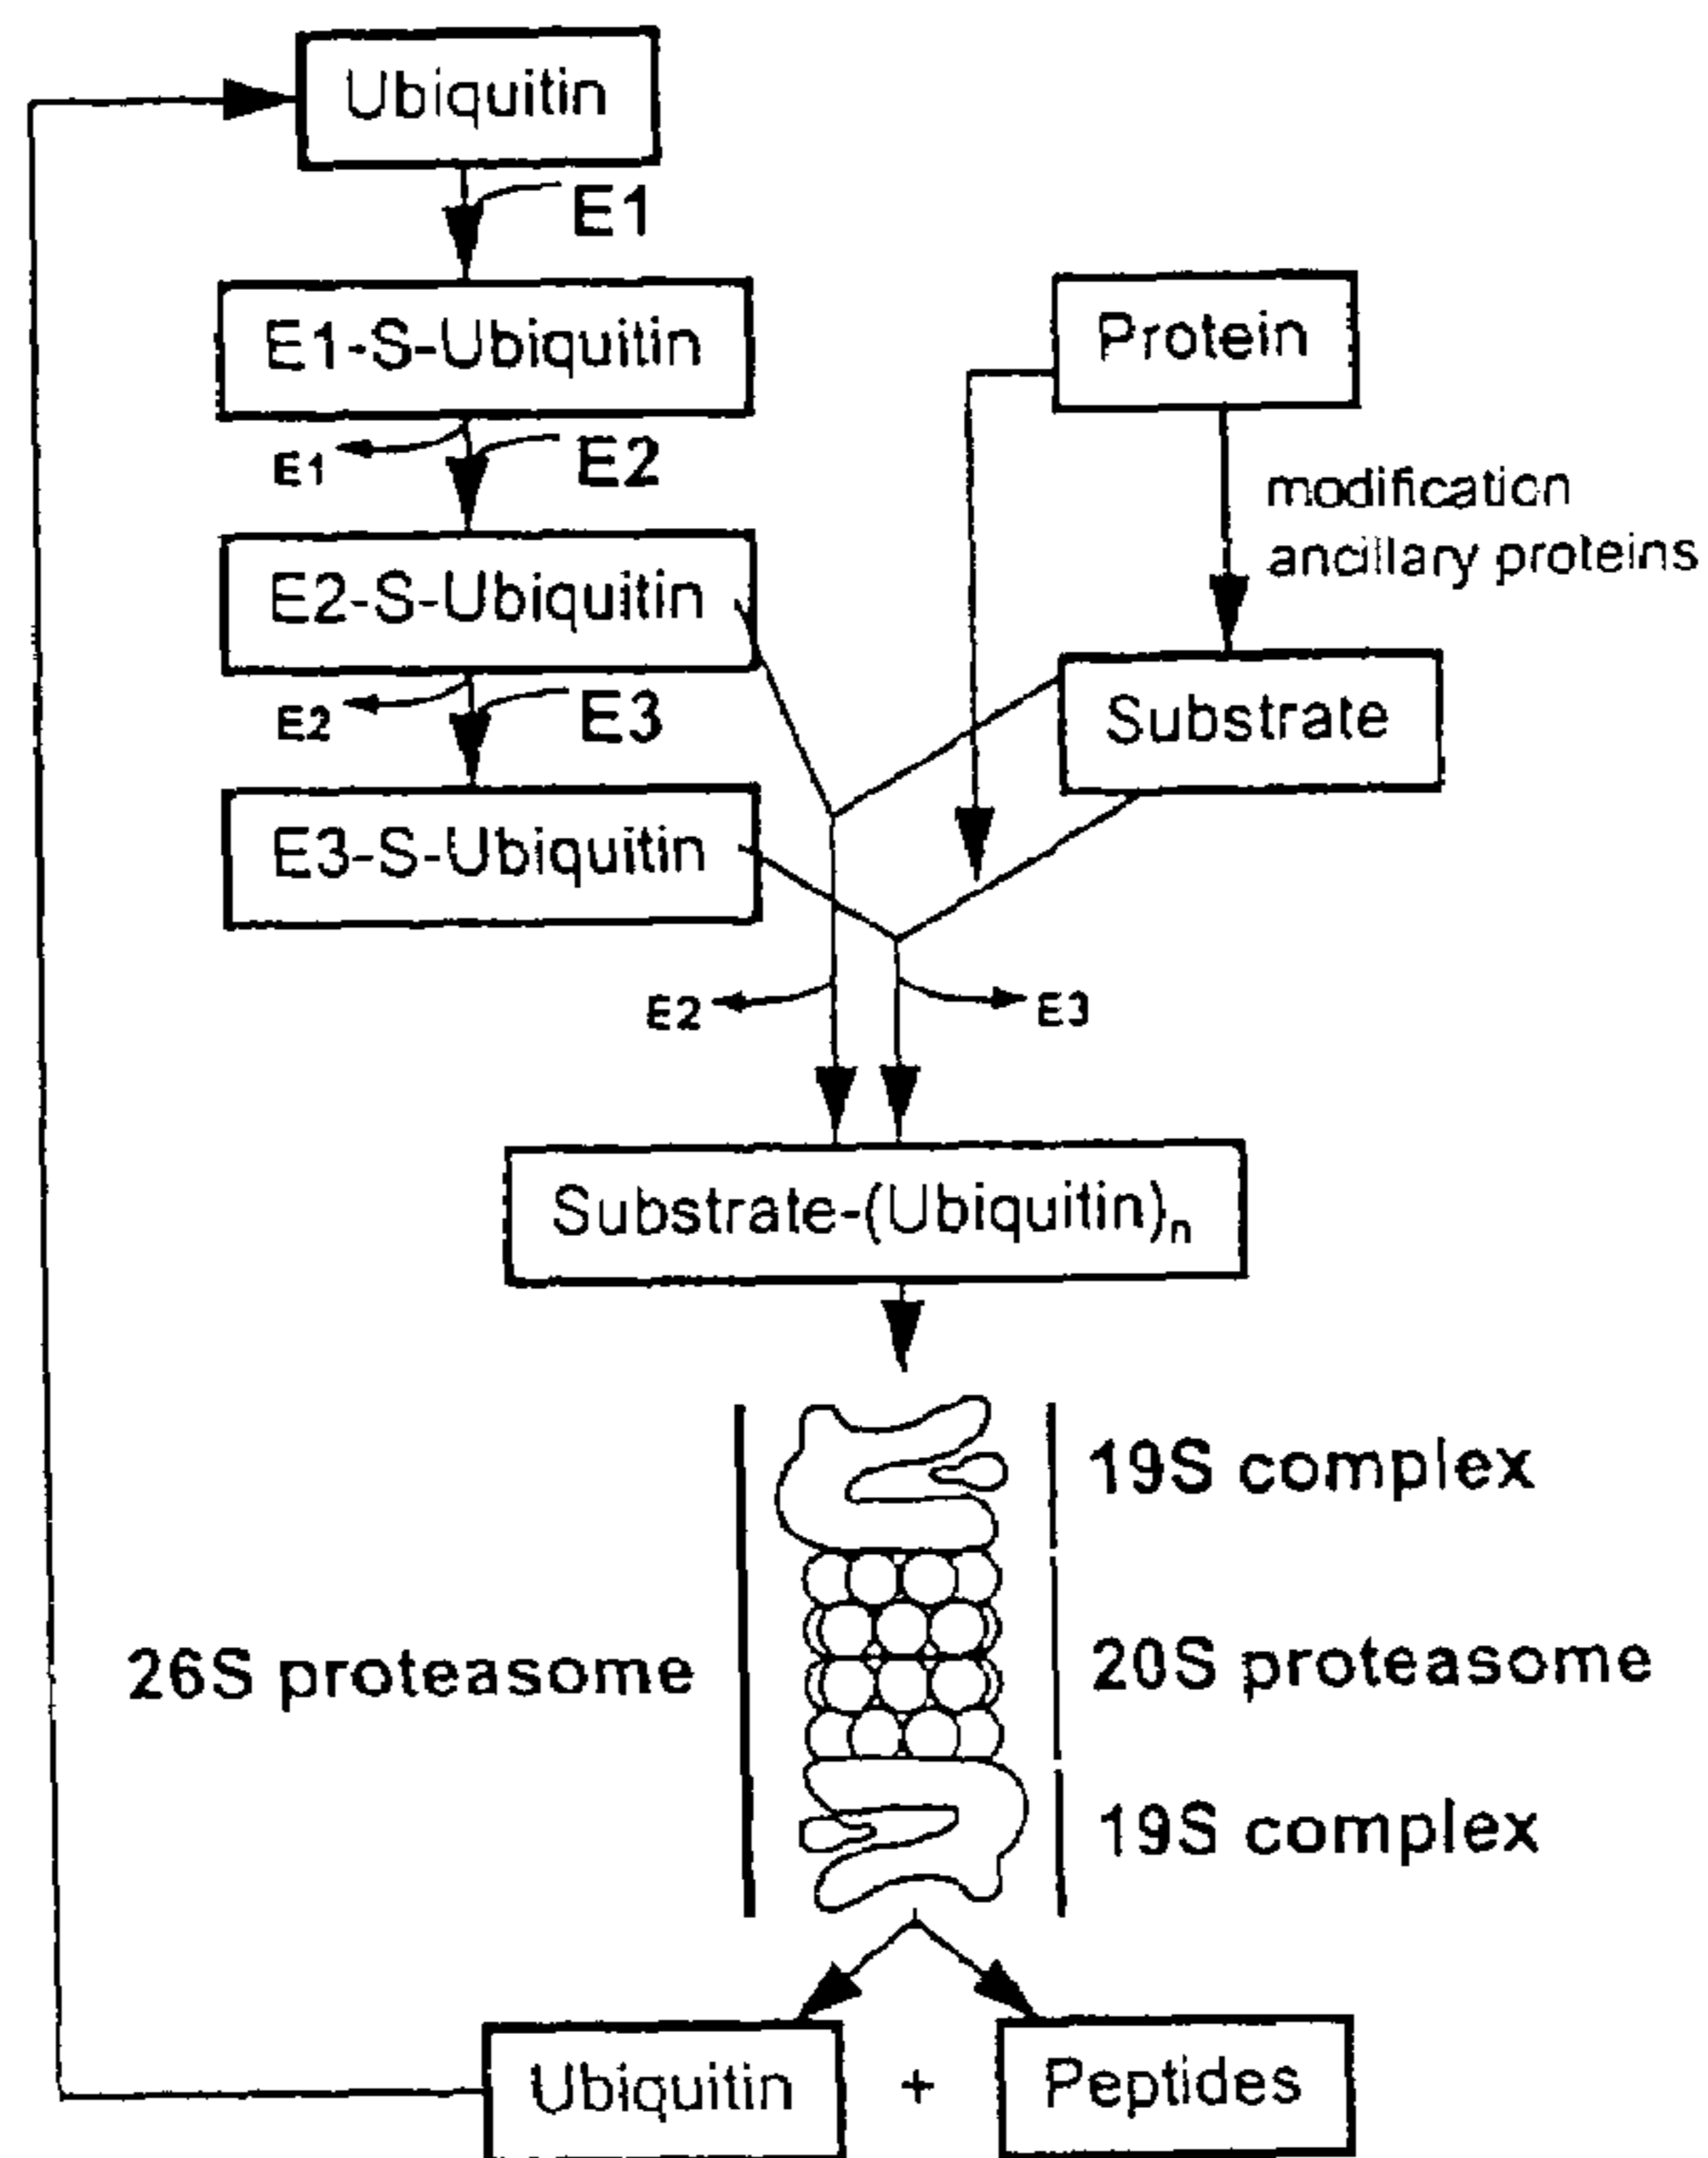 Ubiquitin
E1
E1-S-Ubiquitin
Protein
E1
E2
modification
ancillary proteins
E2-S-Ubiquitin
E2
E3
Substrate
E3-S-Ubiquitin
E2
E3
Substrate-(Ubiquitin)n
19S complex
26S proteasome
20S proteasome
19S complex
Ubiquitin + Peptides